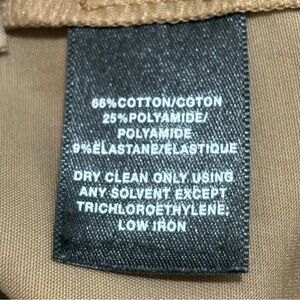 66%COTTON/COTON
25%POLYAMIDE/
POLYAMIDE
9%ELASTANE/ELASTIQUE
DRY CLEAN ONLY USING
ANY SOLVENT EXCEPT
TRICHLOROETHYLENE,
LOW IRON